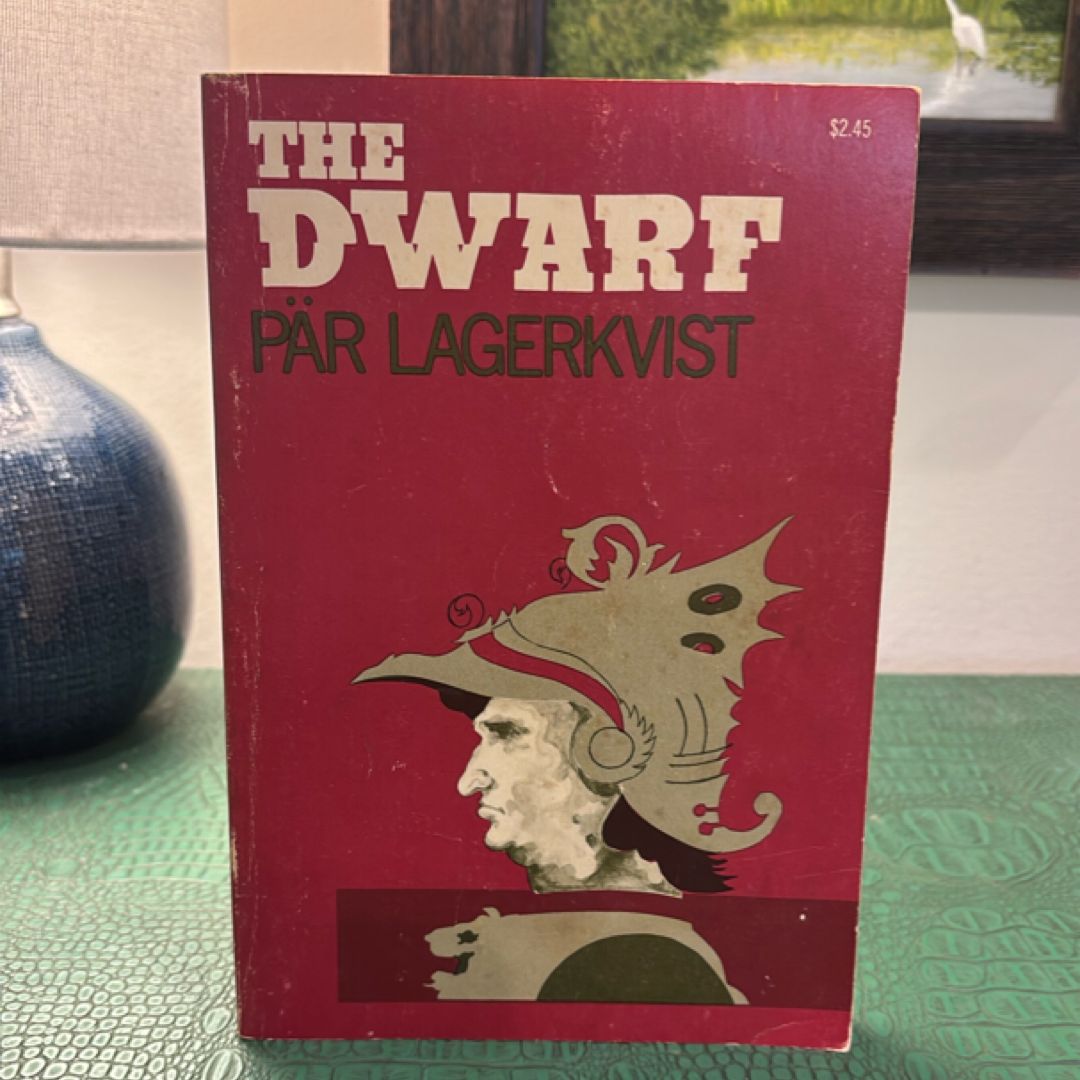 $2.45
THE
DWARF
PÄR LAGERKVIST